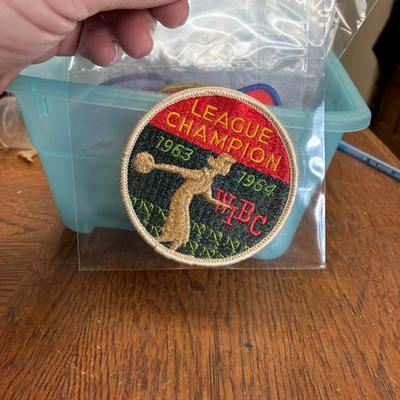 LEAGUE
CHAMPION
1963 1964
WIBC